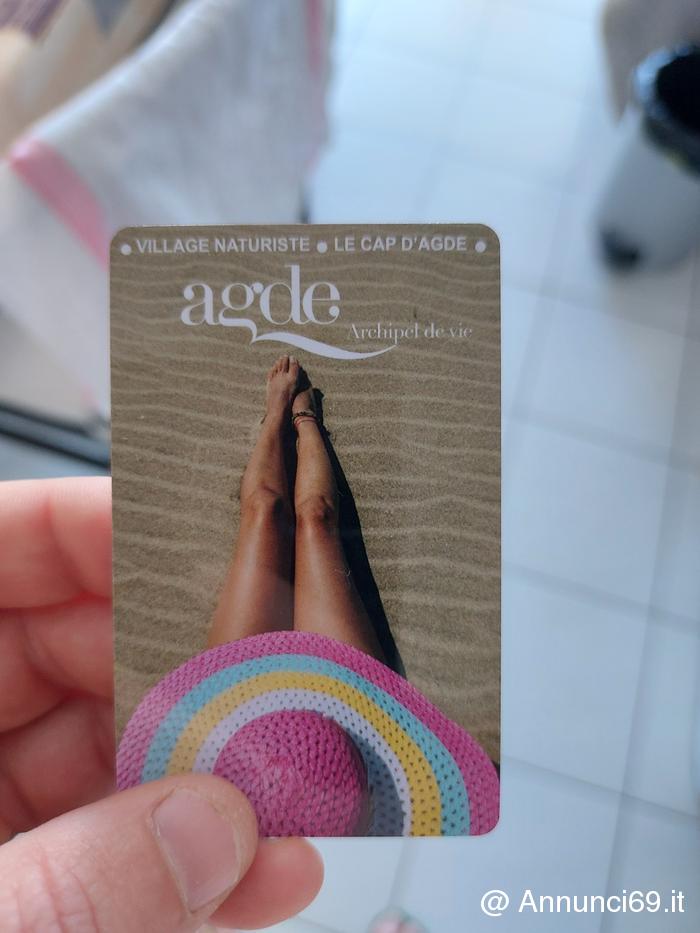 • VILLAGE NATURISTE • LE CAP D'AGDE •
agde
Archipel de vie
@ Annunci69.it